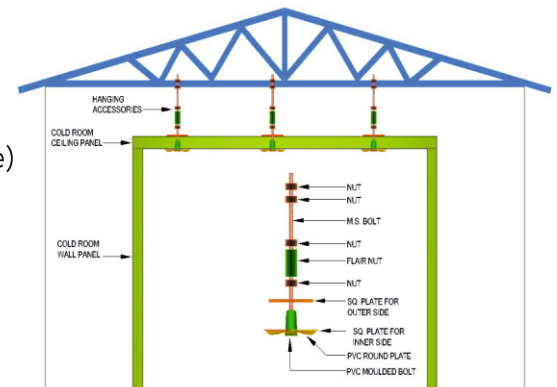 HANGING
ACCESSORIES
COLD ROOM
CEILING PANEL
e)
COLD ROOM
WALL PANEL
NUT
NUT
M.S. BOLT
NUT
FLAIR NUT
NUT
SQ. PLATE FOR
OUTER SIDE
SQ. PLATE FOR
INNER SIDE
PVC ROUND PLATE
PVC MOULDED BOLT